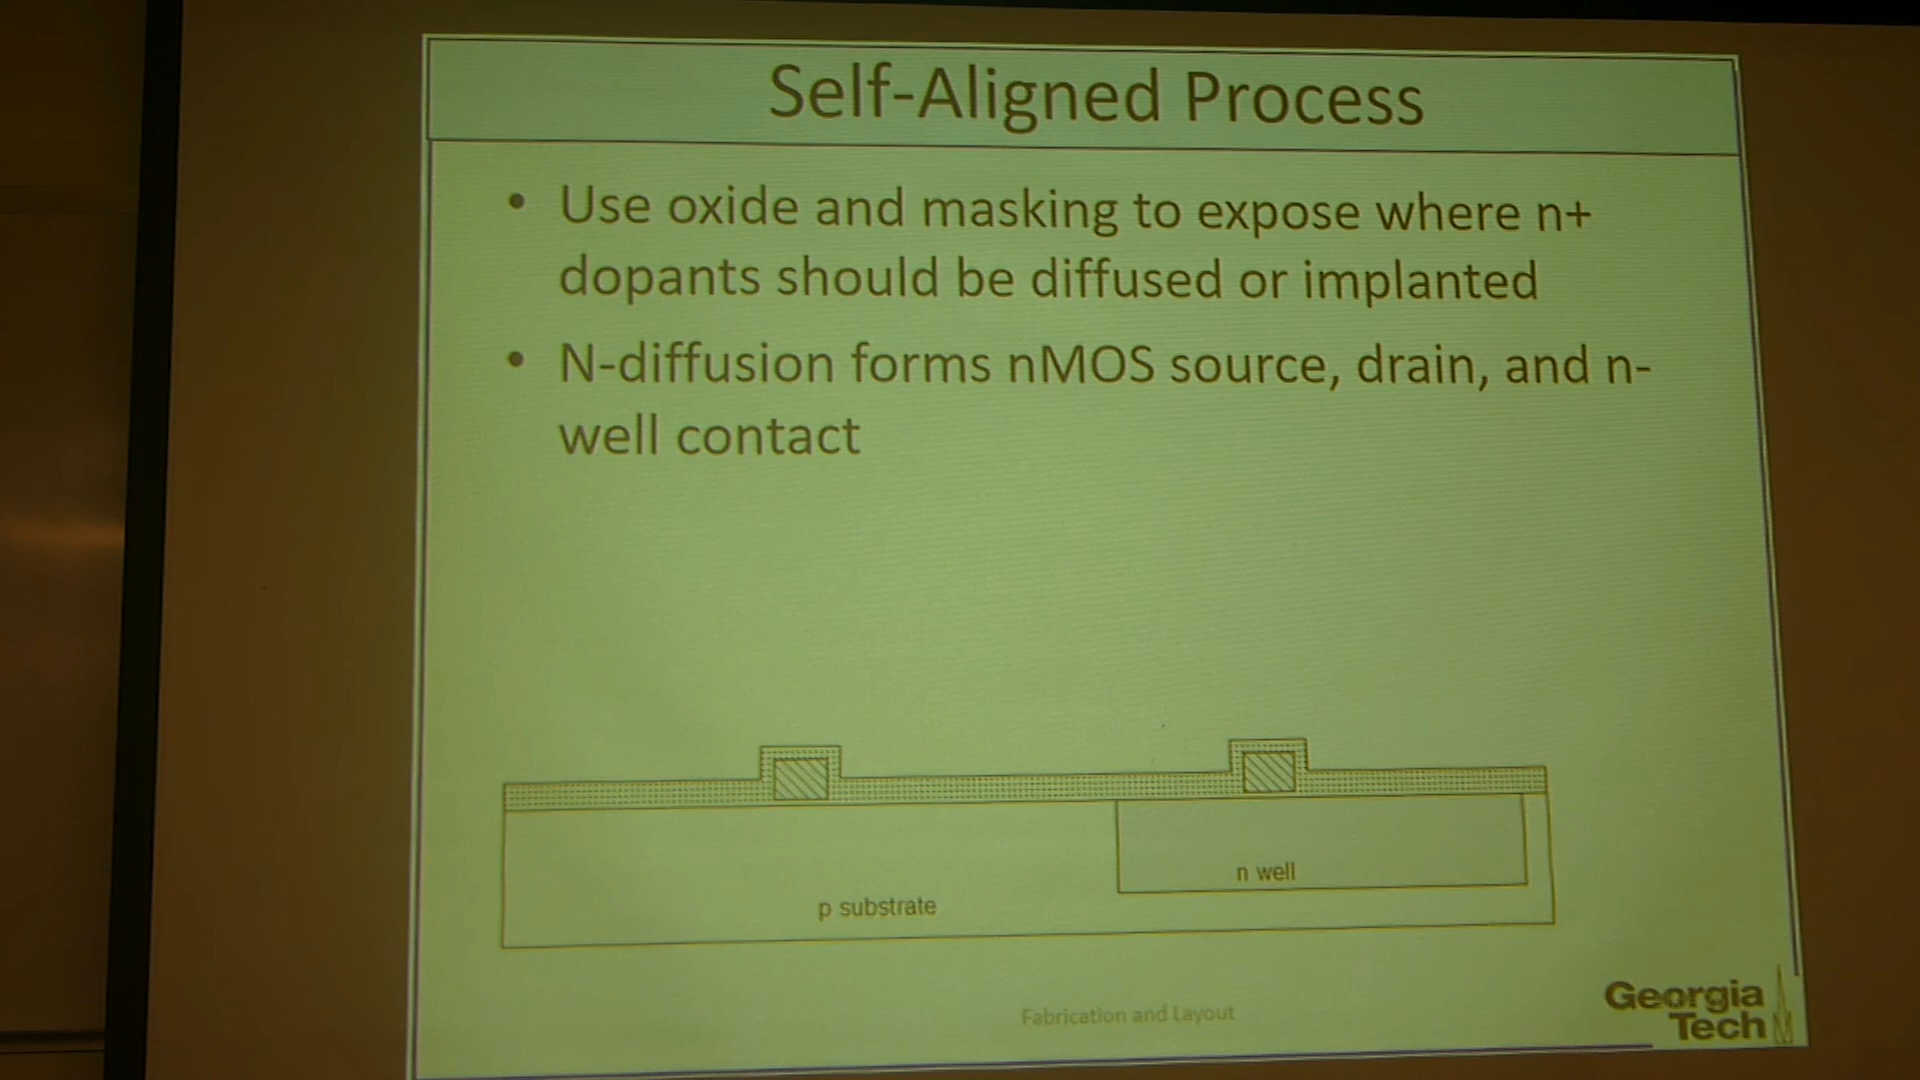 Self-Aligned Process
• Use oxide and masking to expose where n+
dopants should be diffused or implanted
• N-diffusion forms nMOS source, drain, and n-
well contact
n well
p substrate
Fabrication and Layout
Georgia
Tech